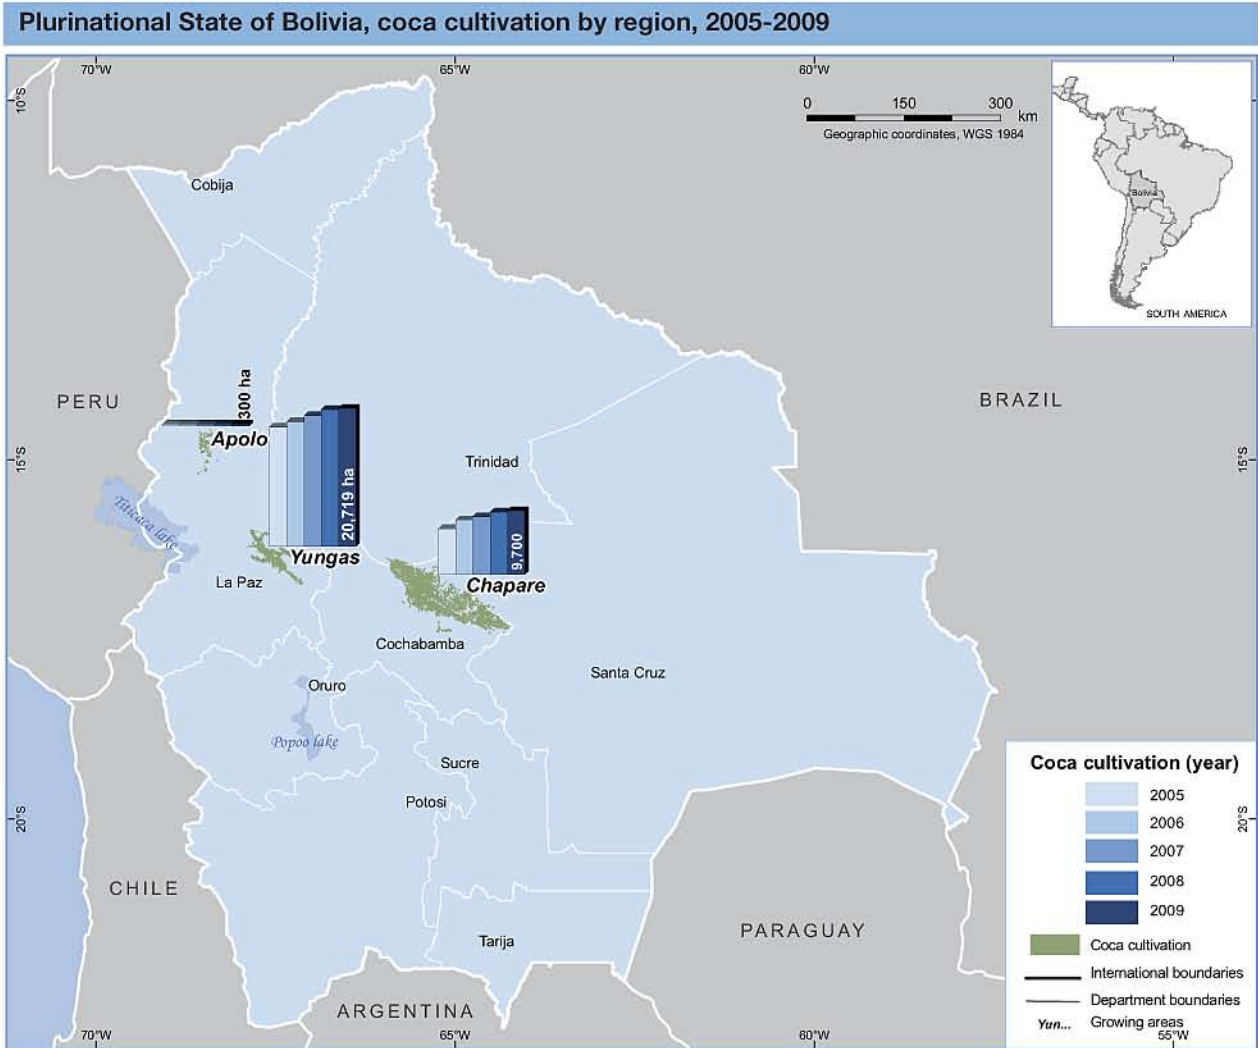 Plurinational State of Bolivia, coca cultivation by region, 2005-2009
70°W
65°W
60°W
10°S
0 150 300 km
Geographic coordinates, WGS 1984
Bolivia
SOUTH AMERICA
Cobija
PERU
BRAZIL
300 ha
Apolo
15°S
15°S
Trinidad
Titicaca lake
20,719 ha
Yungas
9,700
Chapare
La Paz
Cochabamba
Santa Cruz
Oruro
Popoo lake
Sucre
Potosi
20°S
20°S
CHILE
PARAGUAY
Tarija
ARGENTINA
Coca cultivation (year)
2005
2006
2007
2008
2009
Coca cultivation
International boundaries
Department boundaries
Yun... Growing areas
70°W
65°W
60°W
55°W